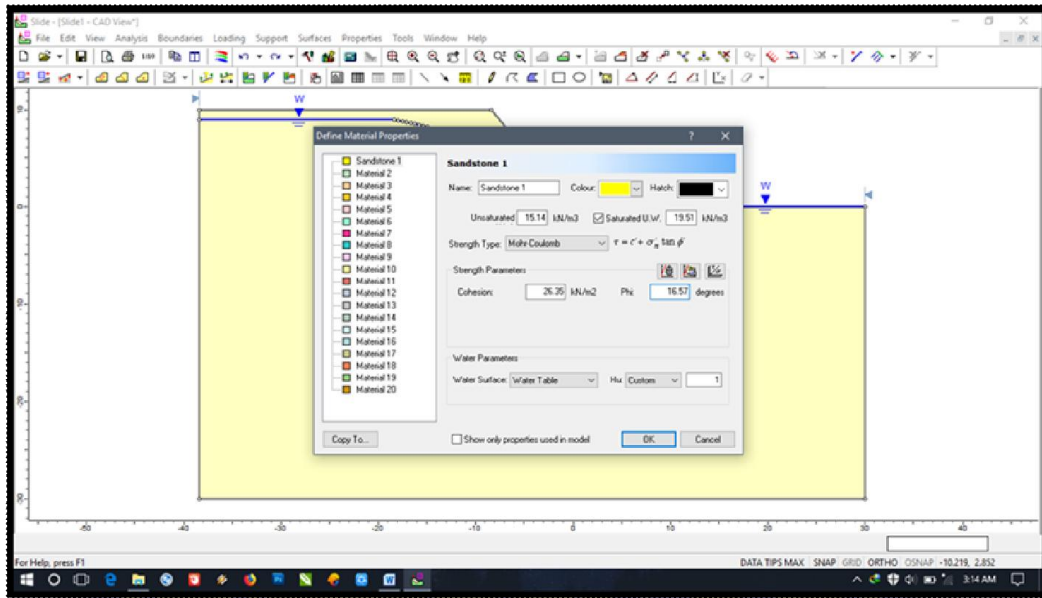 Slide - [Slide1 - CAD View*]
File Edit View Analysis Boundaries Loading Support Surfaces Properties Tools Window Help
W
Define Material Properties
? X
Sandstone 1
Material 2
Material 3
Material 4
Material 5
Material 6
Material 7
Material 8
Material 9
Material 10
Material 11
Material 12
Material 13
Material 14
Material 15
Material 16
Material 17
Material 18
Material 19
Material 20
Sandstone 1
Name: Sandstone 1 Colour: Hatch:
Unsaturated 15.14 kN/m3 Saturated U.W. 19.51 kN/m3
Strength Type: Mohr-Coulomb τ = c' + σ'n tan φ'
Strength Parameters
Cohesion: 26.35 kN/m2 Phi: 16.57 degrees
Water Parameters
Water Surface: Water Table Hu: Custom 1
Copy To... Show only properties used in model OK Cancel
W
10
0
-10
-20
-30
-50 -40 -30 -20 -10 0 10 20 30 40
For Help, press F1 DATA TIPS MAX SNAP GRID ORTHO OSNAP -10.219, 2.852
3:14 AM